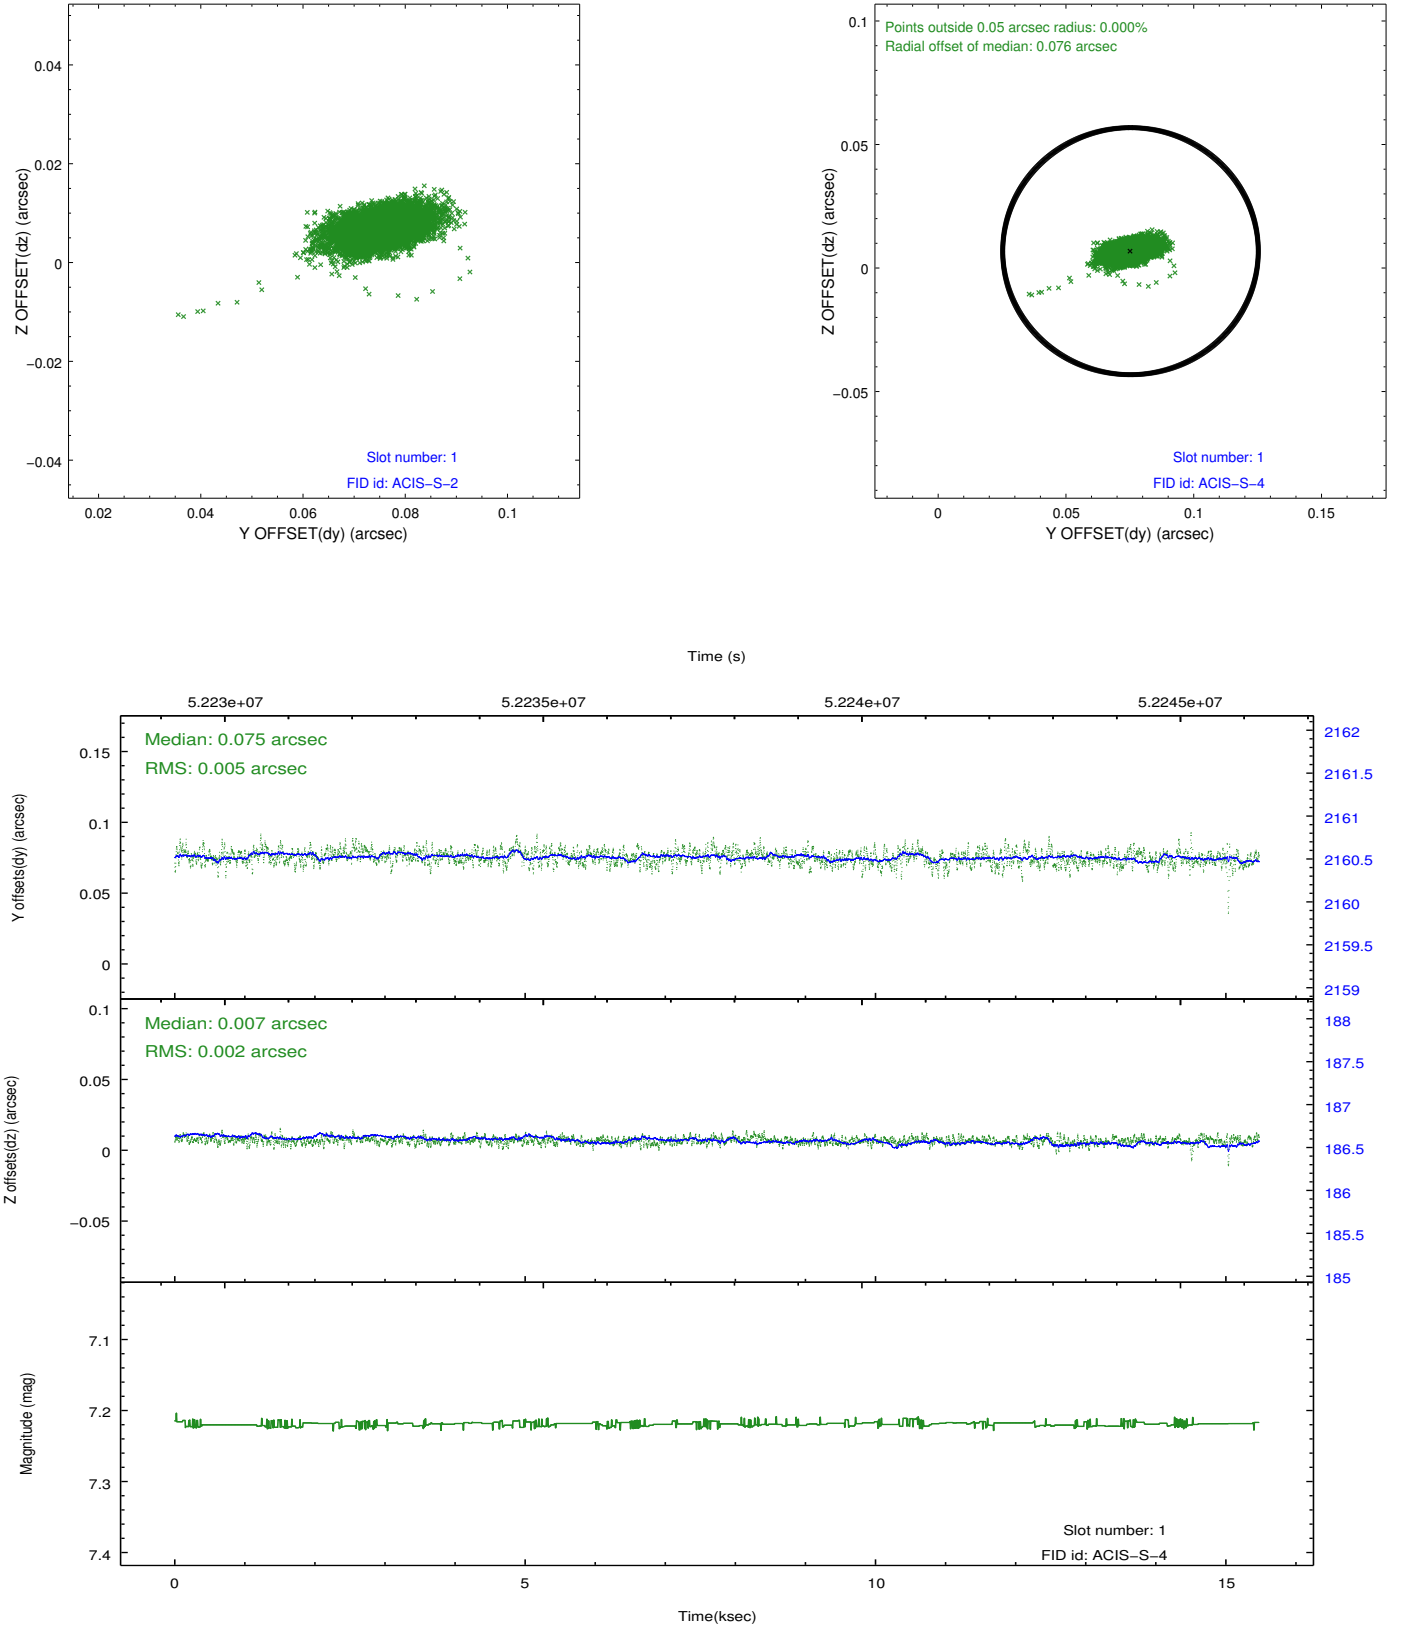 0.04
0.02
0
−0.02
−0.04
Z OFFSET(dz) (arcsec)
Slot number: 1
FID id: ACIS−S−2
0.02
0.04
0.06
0.08
0.1
Y OFFSET(dy) (arcsec)
Points outside 0.05 arcsec radius: 0.000%
Radial offset of median: 0.076 arcsec
0.1
0.05
0
−0.05
Z OFFSET(dz) (arcsec)
Slot number: 1
FID id: ACIS−S−4
0
0.05
0.1
0.15
Y OFFSET(dy) (arcsec)
Time (s)
5.223e+07
5.2235e+07
5.224e+07
5.2245e+07
Median: 0.075 arcsec
RMS: 0.005 arcsec
0.15
0.1
0.05
0
Y offsets(dy) (arcsec)
2162
2161.5
2161
2160.5
2160
2159.5
2159
Median: 0.007 arcsec
RMS: 0.002 arcsec
0.1
0.05
0
−0.05
Z offsets(dz) (arcsec)
188
187.5
187
186.5
186
185.5
185
7.1
7.2
7.3
7.4
Magnitude (mag)
Slot number: 1
FID id: ACIS−S−4
0
5
10
15
Time(ksec)